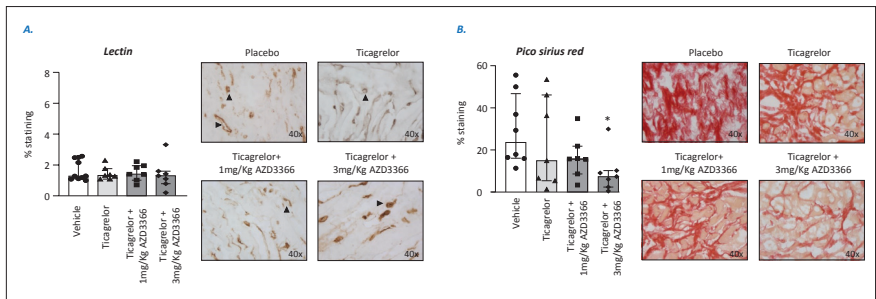 A.
Lectin
8
6
4
2
0
% statining
Vehicle
Ticagrelor
Ticagrelor +
1mg/Kg AZD3366
Ticagrelor +
3mg/Kg AZD3366
Placebo
Ticagrelor
40x
40x
Ticagrelor+
1mg/Kg AZD3366
Ticagrelor +
3mg/Kg AZD3366
40x
40x
B.
Pico sirius red
60
40
20
0
% staining
*
Vehicle
Ticagrelor
Ticagrelor +
1mg/Kg AZD3366
Ticagrelor +
3mg/Kg AZD3366
Placebo
Ticagrelor
40x
40x
Ticagrelor+
1mg/Kg AZD3366
Ticagrelor +
3mg/Kg AZD3366
40x
40x